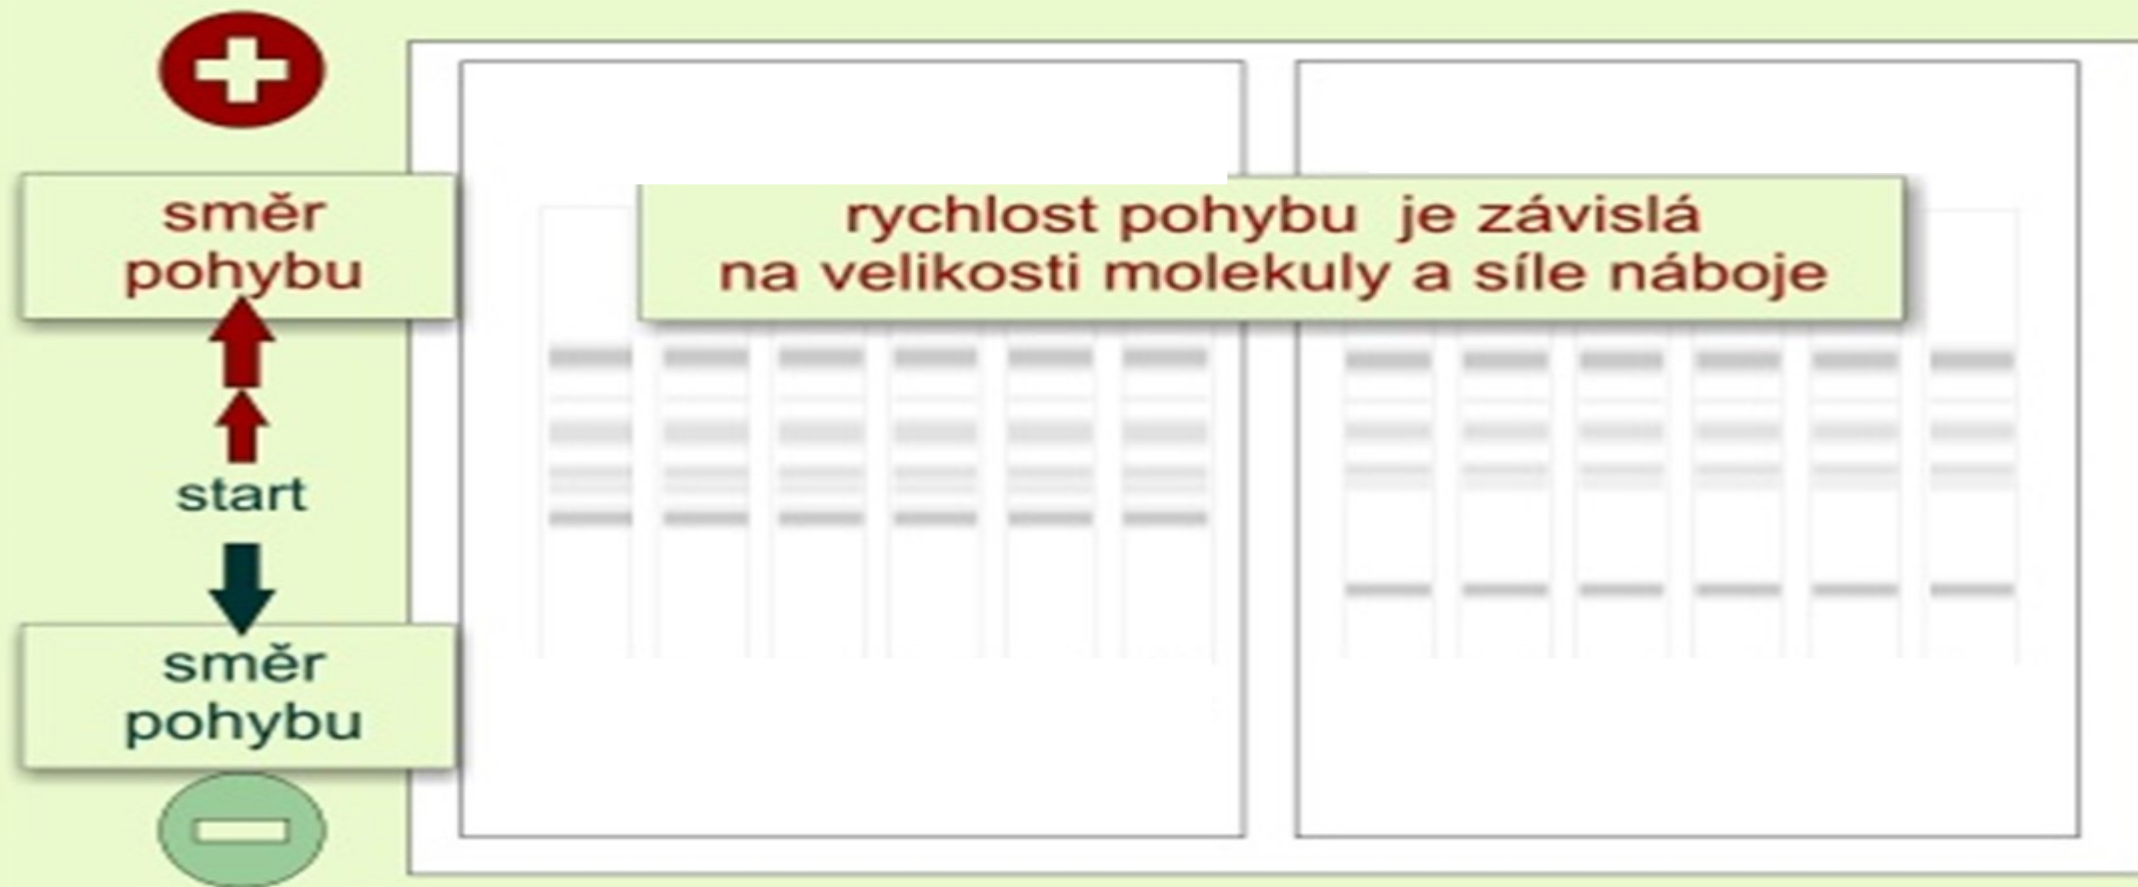 směr
pohybu
rychlost pohybu je závislá
na velikosti molekuly a síle náboje
start
směr
pohybu